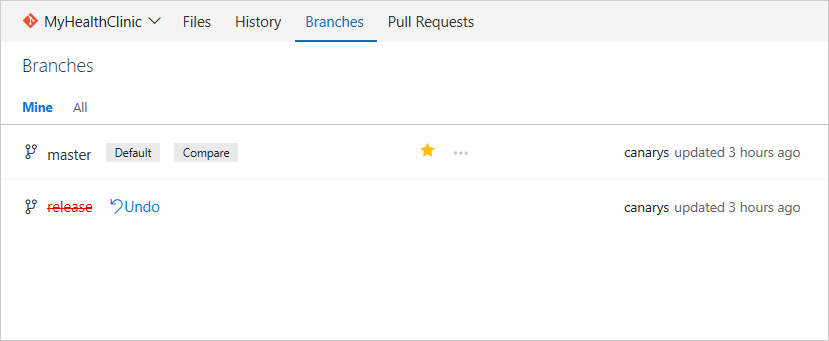 MyHealthClinic Files History Branches Pull Requests
Branches
Mine All
master Default Compare canarys updated 3 hours ago
release Undo canarys updated 3 hours ago